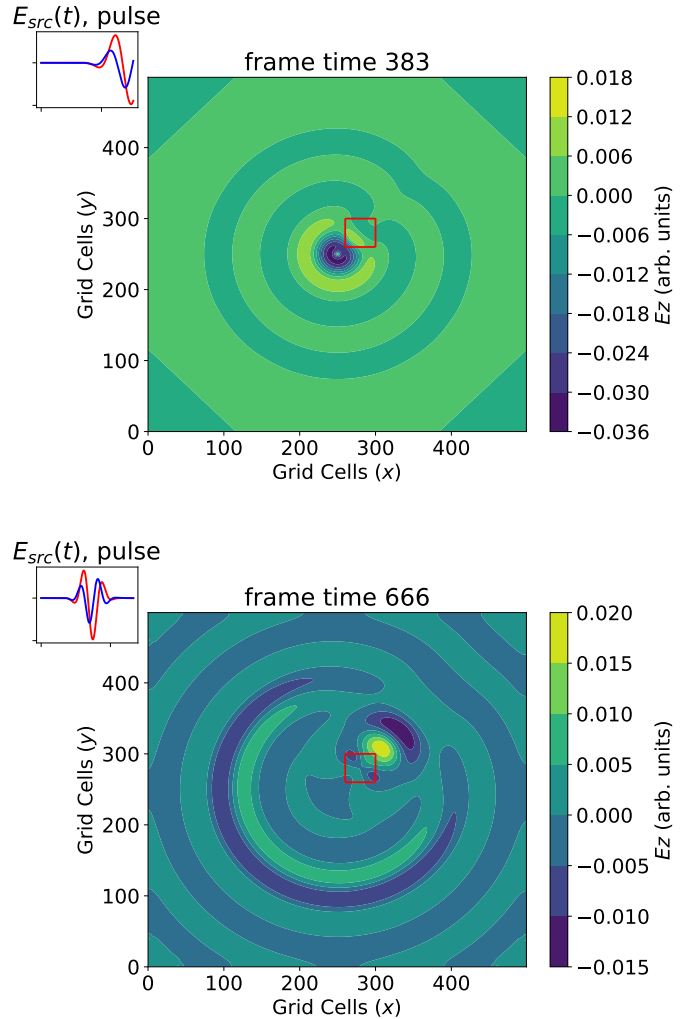 E_src(t), pulse
frame time 383
0.018
0.012
0.006
0.000
−0.006
−0.012
−0.018
−0.024
−0.030
−0.036
Ez (arb. units)
400
300
200
100
0
Grid Cells (y)
0 100 200 300 400
Grid Cells (x)
E_src(t), pulse
frame time 666
0.020
0.015
0.010
0.005
0.000
−0.005
−0.010
−0.015
Ez (arb. units)
400
300
200
100
0
Grid Cells (y)
0 100 200 300 400
Grid Cells (x)